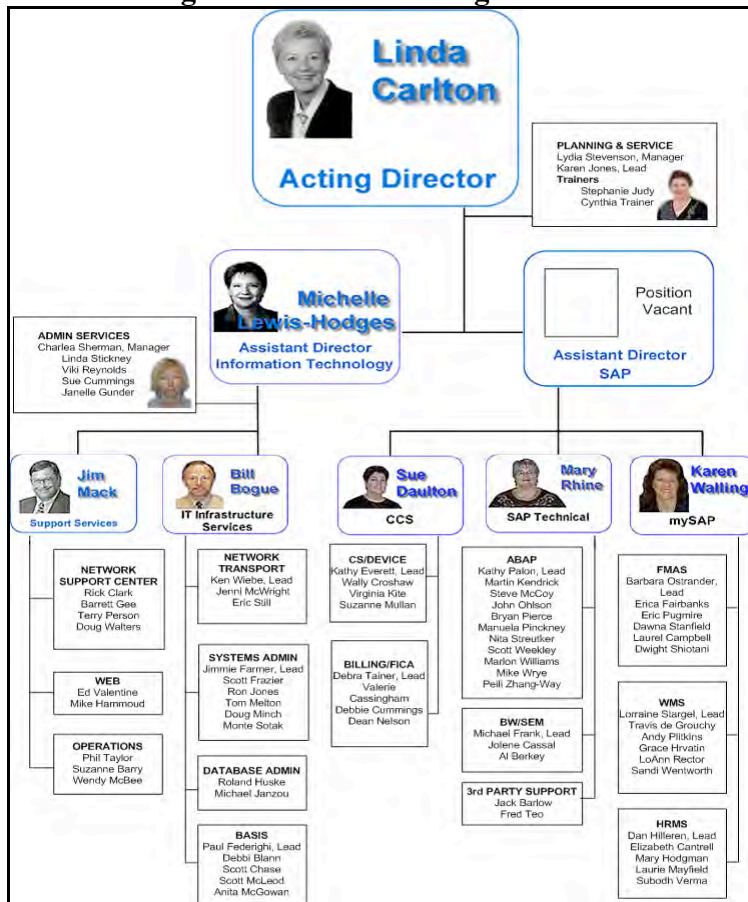 Linda
Carlton
Acting Director
PLANNING & SERVICE
Lydia Stevenson, Manager
Karen Jones, Lead
Trainers
Stephanie Judy
Cynthia Trainer
Michelle
Lewis-Hodges
Assistant Director
Information Technology
Position
Vacant
Assistant Director
SAP
ADMIN SERVICES
Charlea Sherman, Manager
Linda Stickney
Viki Reynolds
Sue Cummings
Janelle Gunder
Jim
Mack
Support Services
Bill
Bogue
IT Infrastructure
Services
Sue
Daulton
CCS
Mary
Rhine
SAP Technical
Karen
Walling
mySAP
NETWORK
SUPPORT CENTER
Rick Clark
Barrett Gee
Terry Person
Doug Walters
WEB
Ed Valentine
Mike Hammoud
OPERATIONS
Phil Taylor
Suzanne Barry
Wendy McBee
NETWORK
TRANSPORT
Ken Wiebe, Lead
Jenni McWright
Eric Still
SYSTEMS ADMIN
Jimmie Farmer, Lead
Scott Frazier
Ron Jones
Tom Melton
Doug Minch
Monte Sotak
DATABASE ADMIN
Roland Huske
Michael Janzou
BASIS
Paul Federighi, Lead
Debbi Blann
Scott Chase
Scott McLeod
Anita McGowan
CS/DEVICE
Kathy Everett, Lead
Wally Croshaw
Virginia Kite
Suzanne Mullan
BILLING/FICA
Debra Tainer, Lead
Valerie
Cassingham
Debbie Cummings
Dean Nelson
ABAP
Kathy Palon, Lead
Martin Kendrick
Steve McCoy
John Ohlson
Bryan Pierce
Manuela Pinckney
Nita Streutker
Scott Weekley
Marlon Williams
Mike Wrye
Peili Zhang-Way
BW/SEM
Michael Frank, Lead
Jolene Cassal
Al Berkey
3rd PARTY SUPPORT
Jack Barlow
Fred Teo
FMAS
Barbara Ostrander,
Lead
Erica Fairbanks
Eric Pugmire
Dawna Stanfield
Laurel Campbell
Dwight Shiotani
WMS
Lorraine Stargel, Lead
Travis de Grouchy
Andy Plitkins
Grace Hrvatin
LoAnn Rector
Sandi Wentworth
HRMS
Dan Hilleren, Lead
Elizabeth Cantrell
Mary Hodgman
Laurie Mayfield
Subodh Verma